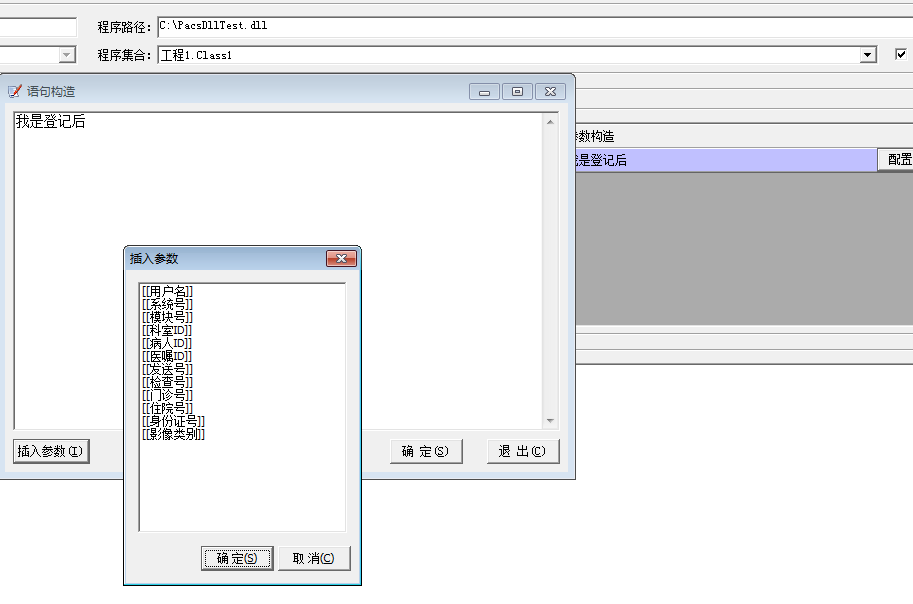 程序路径：
C:\PacsDllTest.dll
程序集合：
工程1.Class1
语句构造
我是登记后
参数构造
我是登记后
配置
插入参数
[[用户名]]
[[系统号]]
[[模块号]]
[[科室ID]]
[[病人ID]]
[[医嘱ID]]
[[发送号]]
[[检查号]]
[[门诊号]]
[[住院号]]
[[身份证号]]
[[影像类别]]
插入参数(I)
确 定(S)
退 出(C)
确 定(S)
取 消(C)